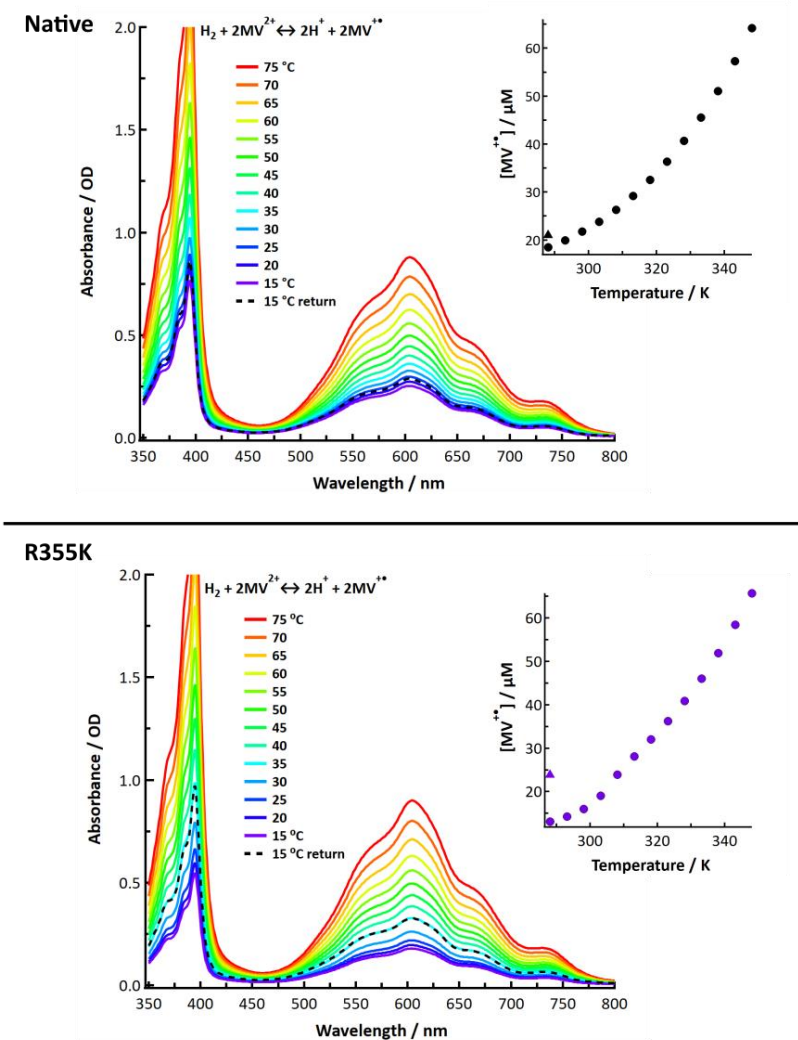 Native
H₂ + 2MV²⁺ ↔ 2H⁺ + 2MV⁺•
2.0
1.5
1.0
0.5
0.0
Absorbance / OD
75 °C
70
65
60
55
50
45
40
35
30
25
20
15 °C
15 °C return
350 400 450 500 550 600 650 700 750 800
Wavelength / nm
60
50
40
30
20
[MV⁺•] / μM
300 320 340
Temperature / K
R355K
H₂ + 2MV²⁺ ↔ 2H⁺ + 2MV⁺•
2.0
1.5
1.0
0.5
0.0
Absorbance / OD
75 °C
70
65
60
55
50
45
40
35
30
25
20
15 °C
15 °C return
350 400 450 500 550 600 650 700 750 800
Wavelength / nm
60
50
40
30
20
[MV⁺•] / μM
300 320 340
Temperature / K